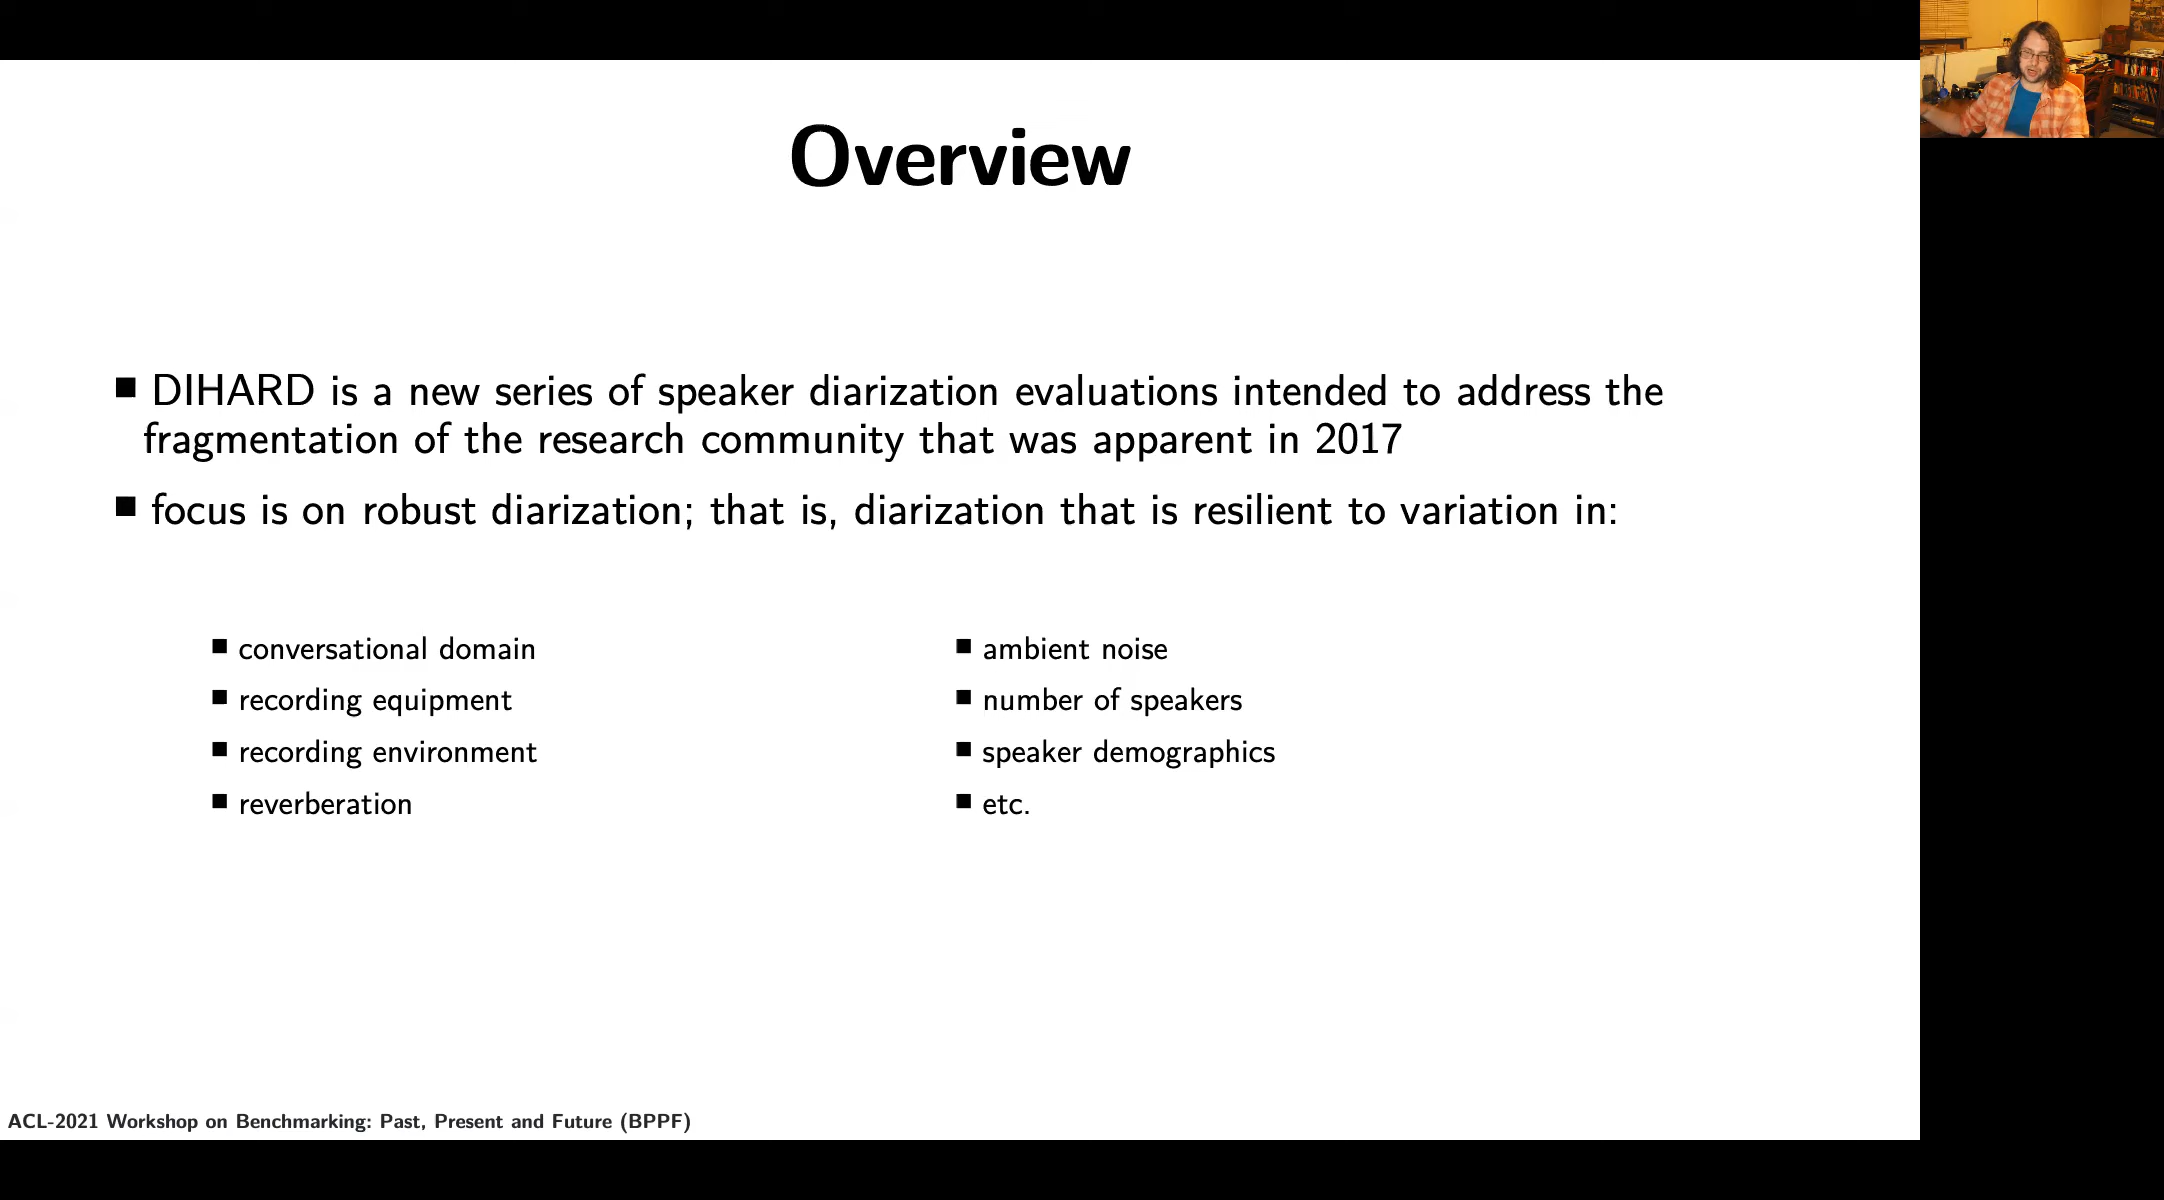 Overview
■ DIHARD is a new series of speaker diarization evaluations intended to address the
fragmentation of the research community that was apparent in 2017
■ focus is on robust diarization; that is, diarization that is resilient to variation in:
■ conversational domain
■ recording equipment
■ recording environment
■ reverberation
■ ambient noise
■ number of speakers
■ speaker demographics
■ etc.
ACL-2021 Workshop on Benchmarking: Past, Present and Future (BPPF)